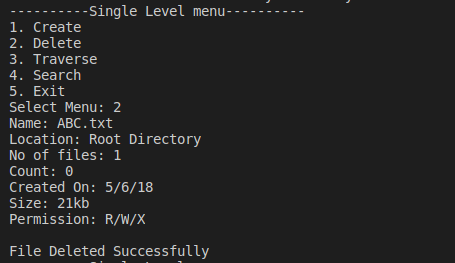 ----------Single Level menu----------
1. Create
2. Delete
3. Traverse
4. Search
5. Exit
Select Menu: 2
Name: ABC.txt
Location: Root Directory
No of files: 1
Count: 0
Created On: 5/6/18
Size: 21kb
Permission: R/W/X
File Deleted Successfully